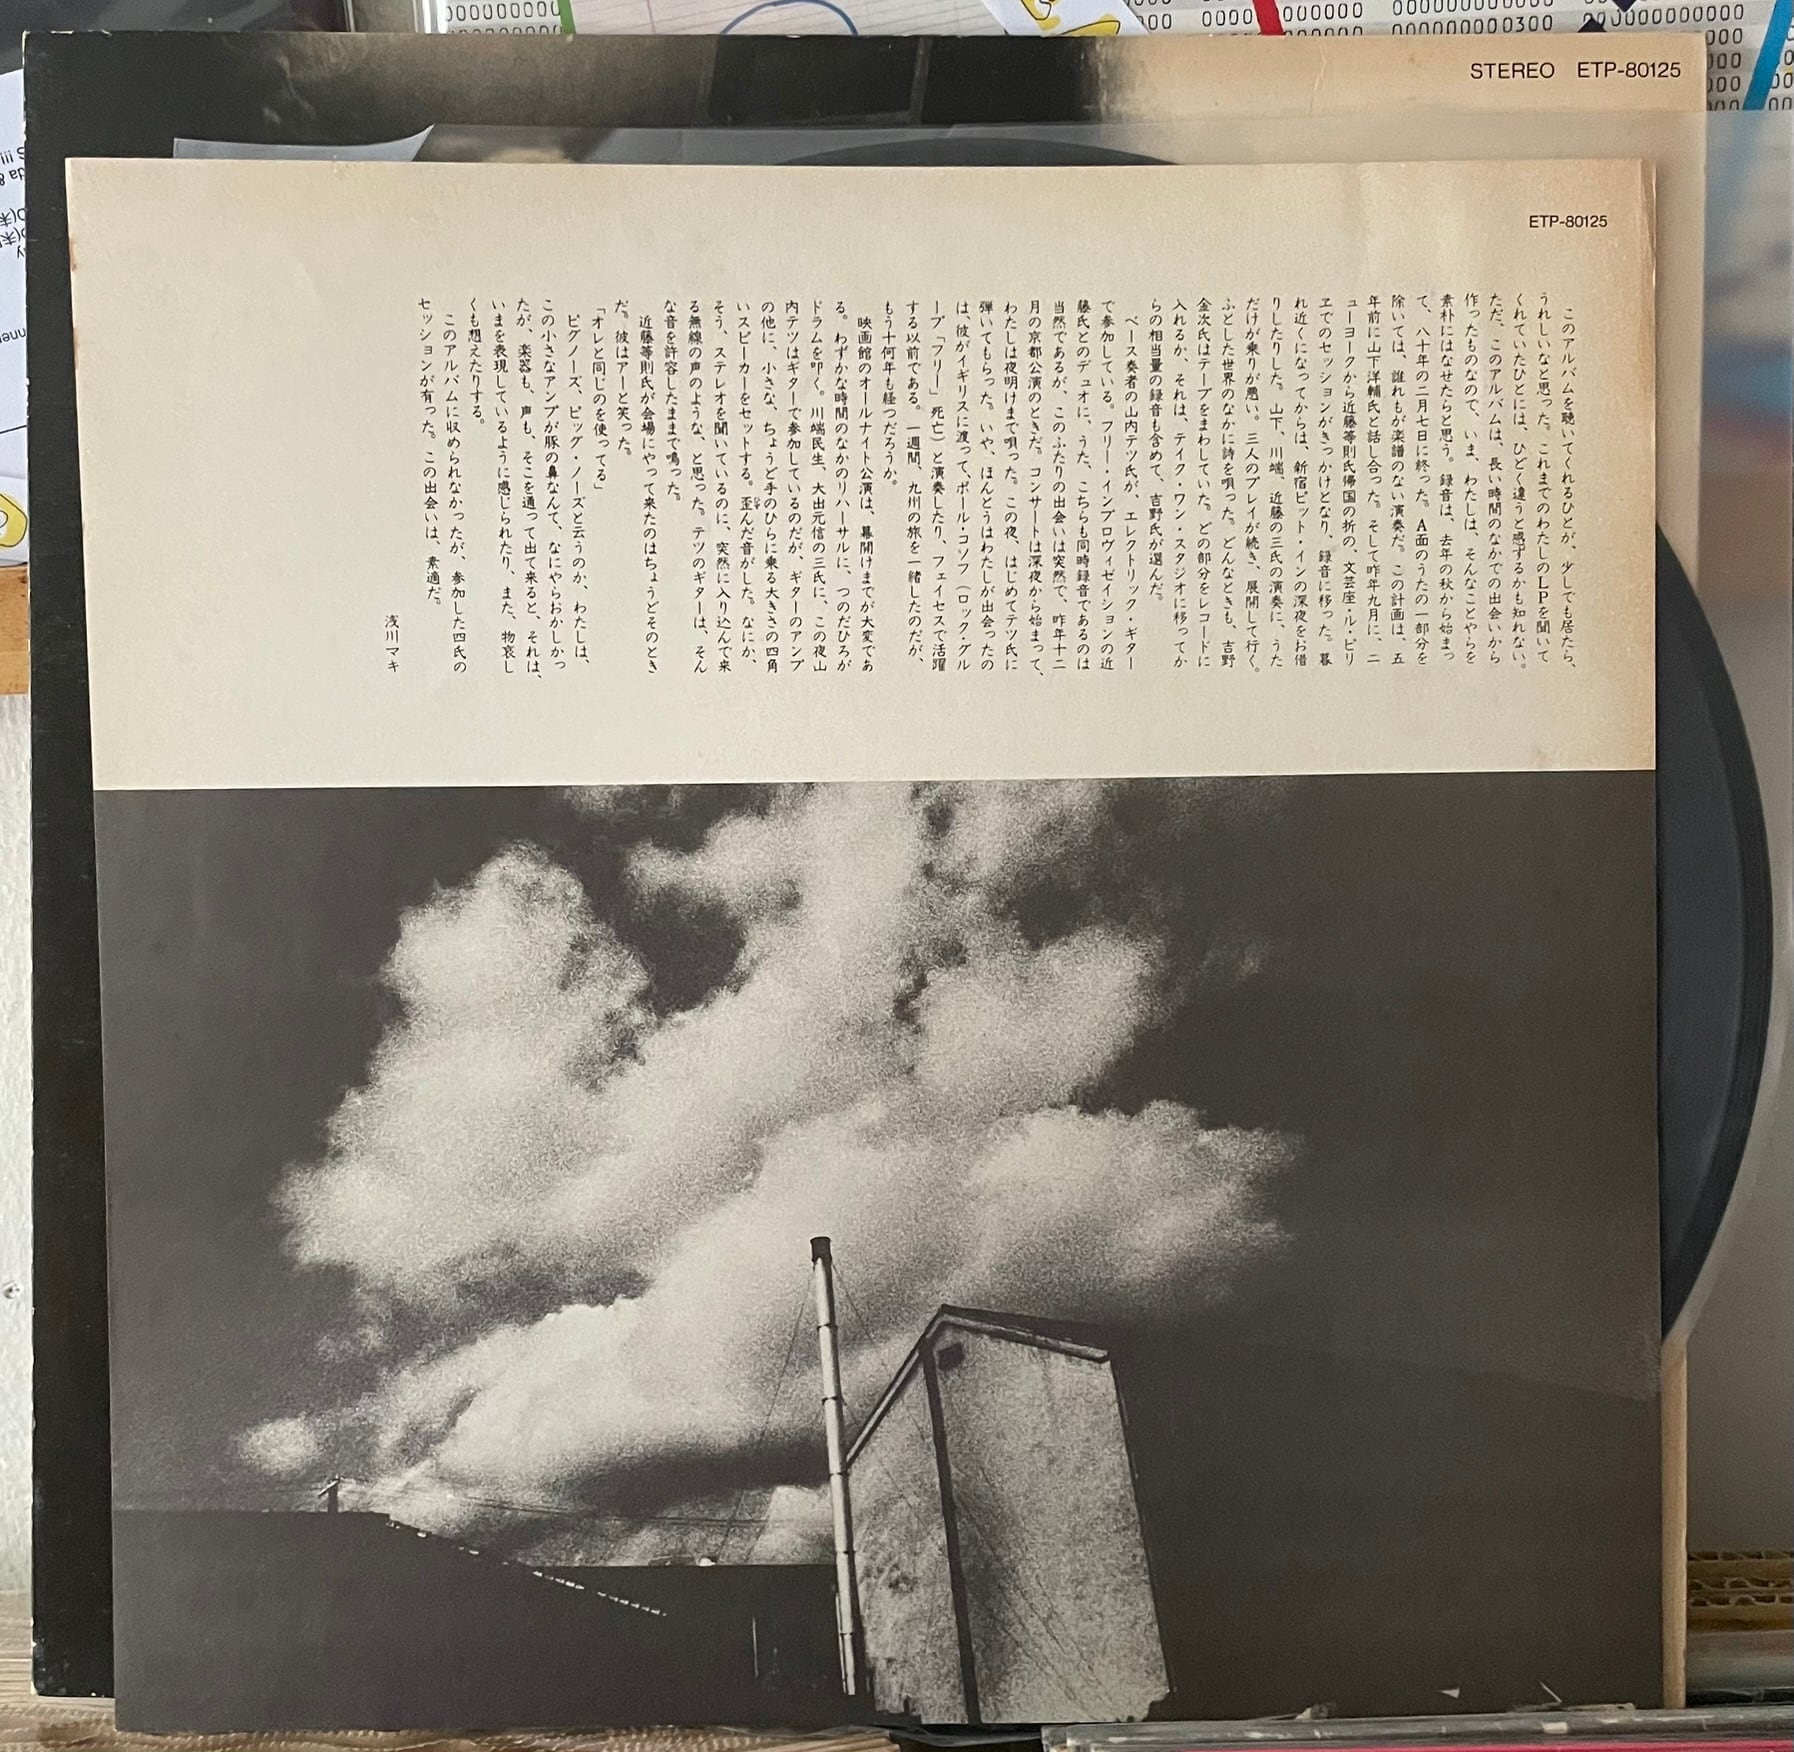 STEREO ETP-80125
ETP-80125
このアルバムを聴いてくれるひとが、少しでも居たら、
うれしいなと思った。これまでのわたしのLPを聞いて
くれていたひとには、ひどく違うと感ずるかも知れない。
ただ、このアルバムは、長い時間のなかでの出会いから
作ったものなので、いま、わたしは、そんなことやらを
素朴にはなせたらと思う。録音は、去年の秋から始まっ
て、八十年の二月七日に終った。A面のうたの一部分を
除いては、誰れもが楽譜のない演奏だ。この計画は、五
年前に山下洋輔氏と話し合った。そして昨年九月に、ニ
ューヨークから近藤等則氏帰国の折の、文芸座・ル・ピリ
ヱでのセッションがきっかけとなり、録音に移った。暮
れ近くになってからは、新宿ピット・インの深夜をお借
りしたりした。山下、川端、近藤の三氏の演奏に、うた
だけが乗りが悪い。三人のプレイが続き、展開して行く。
ふとした世界のなかに詩を唄った。どんなときも、吉野
金次氏はテープをまわしていた。どの部分をレコードに
入れるか、それは、テイク・ワン・スタジオに移ってか
らの相当量の録音も含めて、吉野氏が選んだ。
ベース奏者の山内テツ氏が、エレクトリック・ギター
で参加している。フリー・インプロヴィゼイションの近
藤氏とのデュオに、うた、こちらも同時録音であるのは
当然であるが、このふたりの出会いは突然で、昨年十二
月の京都公演のときだ。コンサートは深夜から始まって、
わたしは夜明けまで唄った。この夜、はじめてテツ氏に
弾いてもらった。いや、ほんとうはわたしが出会ったの
は、彼がイギリスに渡って、ポール・コソフ(ロック・グル
ープ「フリー」死亡)と演奏したり、フェイセスで活躍
する以前である。一週間、九州の旅を一緒したのだが、
もう十何年も経つだろうか。
映画館のオールナイト公演は、幕開けまでが大変であ
る。わずかな時間のなかのリハーサルに、つのだひろが
ドラムを叩く。川端民生、大出元信の三氏に、この夜山
内テツはギターで参加しているのだが、ギターのアンプ
の他に、小さな、ちょうど手のひらに乗る大きさの四角
いスピーカーをセットする。歪んだ音がした。なにか、
そう、ステレオを聞いているのに、突然に入り込んで来
る無線の声のような、と思った。テツのギターは、そん
な音を許容したままで鳴った。
近藤等則氏が会場にやって来たのはちょうどそのとき
だ。彼はアーと笑った。
「オレと同じのを使ってる」
ピグノーズ、ビッグ・ノーズと云うのか、わたしは、
この小さなアンプが豚の鼻なんて、なにやらおかしかっ
たが、楽器も、声も、そこを通って出て来ると、それは、
いまを表現しているように感じられたり、また、物哀し
くも想えたりする。
このアルバムに収められなかったが、参加した四氏の
セッションが有った。この出会いは、素適だ。
浅川マキ